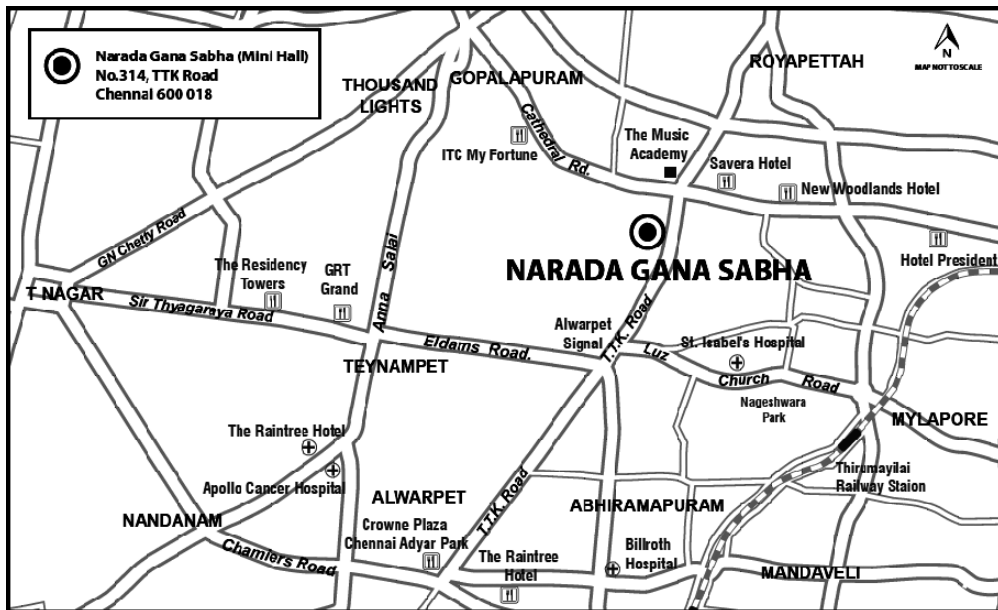 Narada Gana Sabha (Mini Hall)
No.314, TTK Road
Chennai 600 018
N
MAP NOT TO SCALE
ROYAPETTAH
GOPALAPURAM
THOUSAND
LIGHTS
Cathedral Rd.
ITC My Fortune
The Music
Academy
Savera Hotel
New Woodlands Hotel
Hotel President
NARADA GANA SABHA
GN Chetty Road
Anna Salai
The Residency
Towers
GRT
Grand
T NAGAR
Sir Thyagaraya Road
TEYNAMPET
Eldams Road.
Alwarpet
Signal
T.T.K. Road
Luz Church Road
St. Isabel's Hospital
Nageshwara
Park
MYLAPORE
Thirumayilai
Railway Staion
The Raintree Hotel
Apollo Cancer Hospital
NANDANAM
ALWARPET
Crowne Plaza
Chennai Adyar Park
T.T.K. Road
ABHIRAMAPURAM
Chamlers Road
The Raintree
Hotel
Billroth
Hospital
MANDAVELI